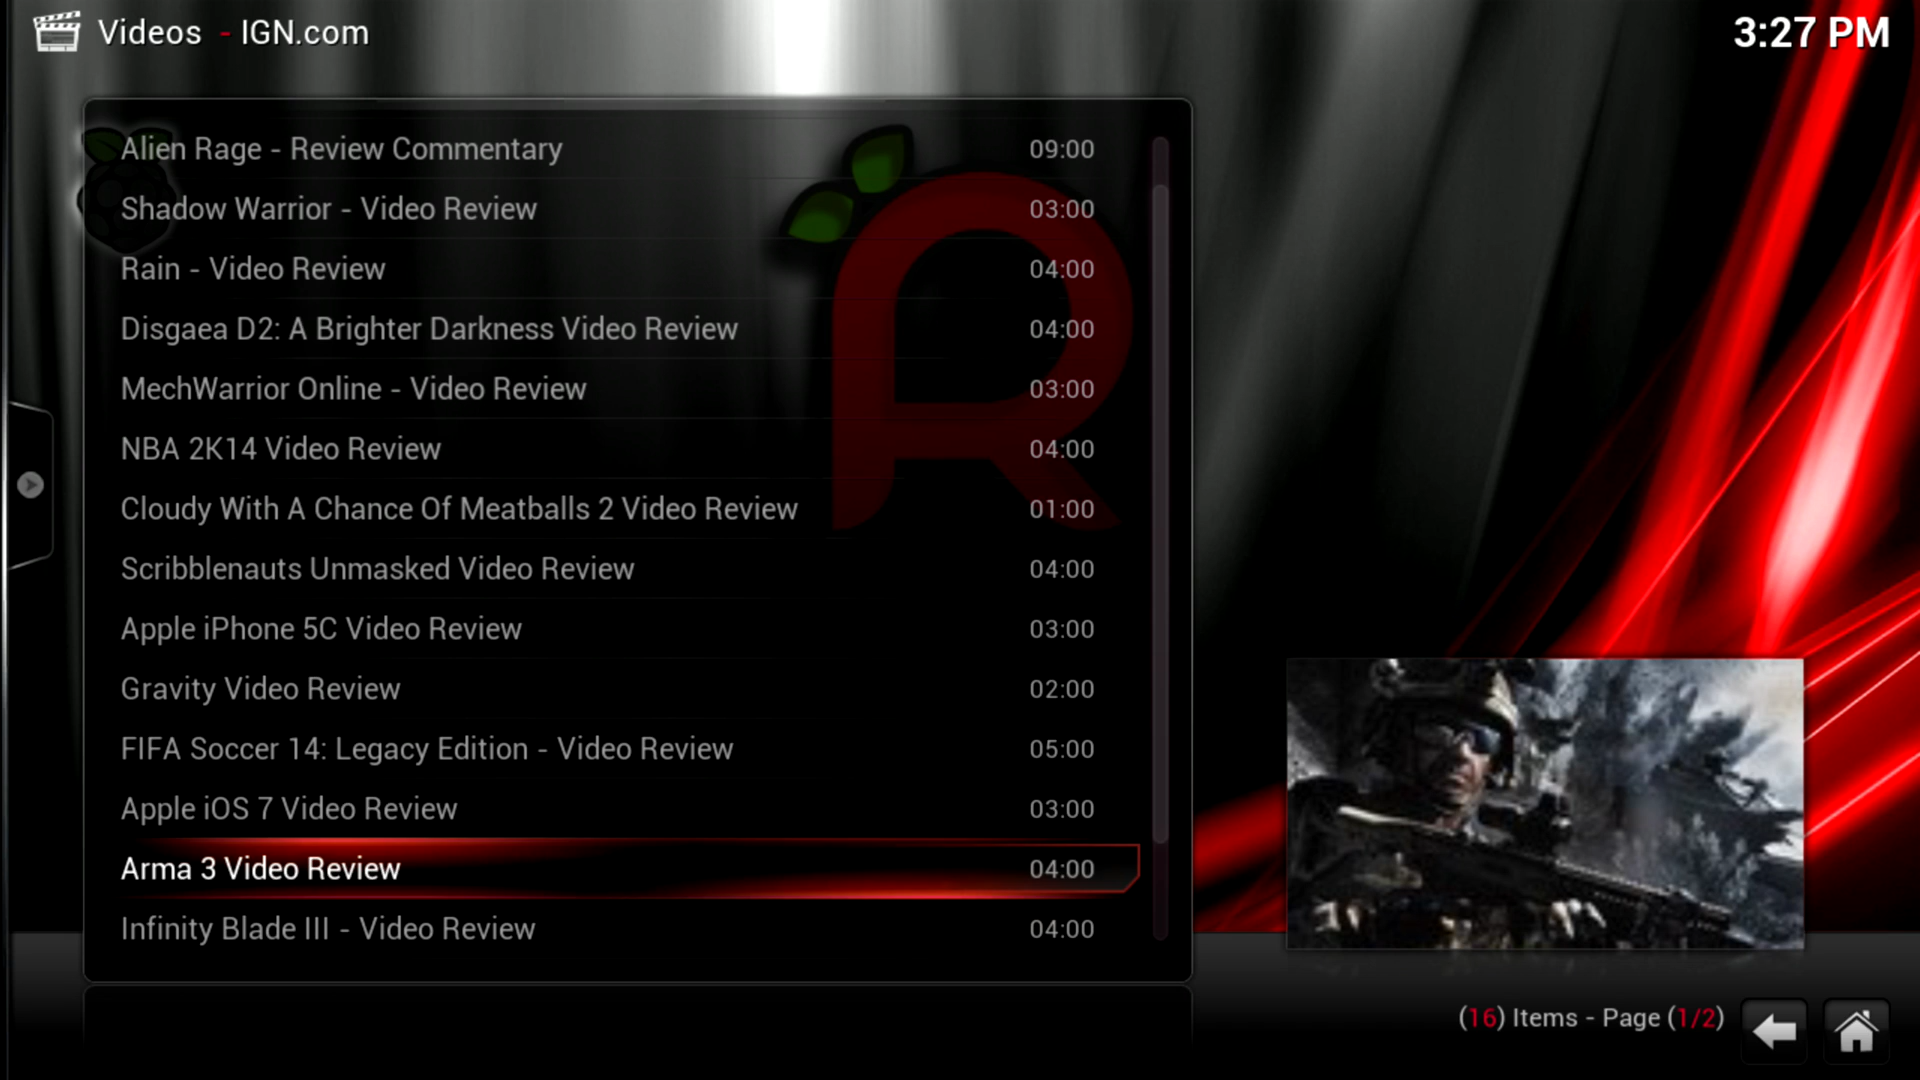 Videos - IGN.com
3:27 PM
Alien Rage - Review Commentary 09:00
Shadow Warrior - Video Review 03:00
Rain - Video Review 04:00
Disgaea D2: A Brighter Darkness Video Review 04:00
MechWarrior Online - Video Review 03:00
NBA 2K14 Video Review 04:00
Cloudy With A Chance Of Meatballs 2 Video Review 01:00
Scribblenauts Unmasked Video Review 04:00
Apple iPhone 5C Video Review 03:00
Gravity Video Review 02:00
FIFA Soccer 14: Legacy Edition - Video Review 05:00
Apple iOS 7 Video Review 03:00
Arma 3 Video Review 04:00
Infinity Blade III - Video Review 04:00
(16) Items - Page (1/2)